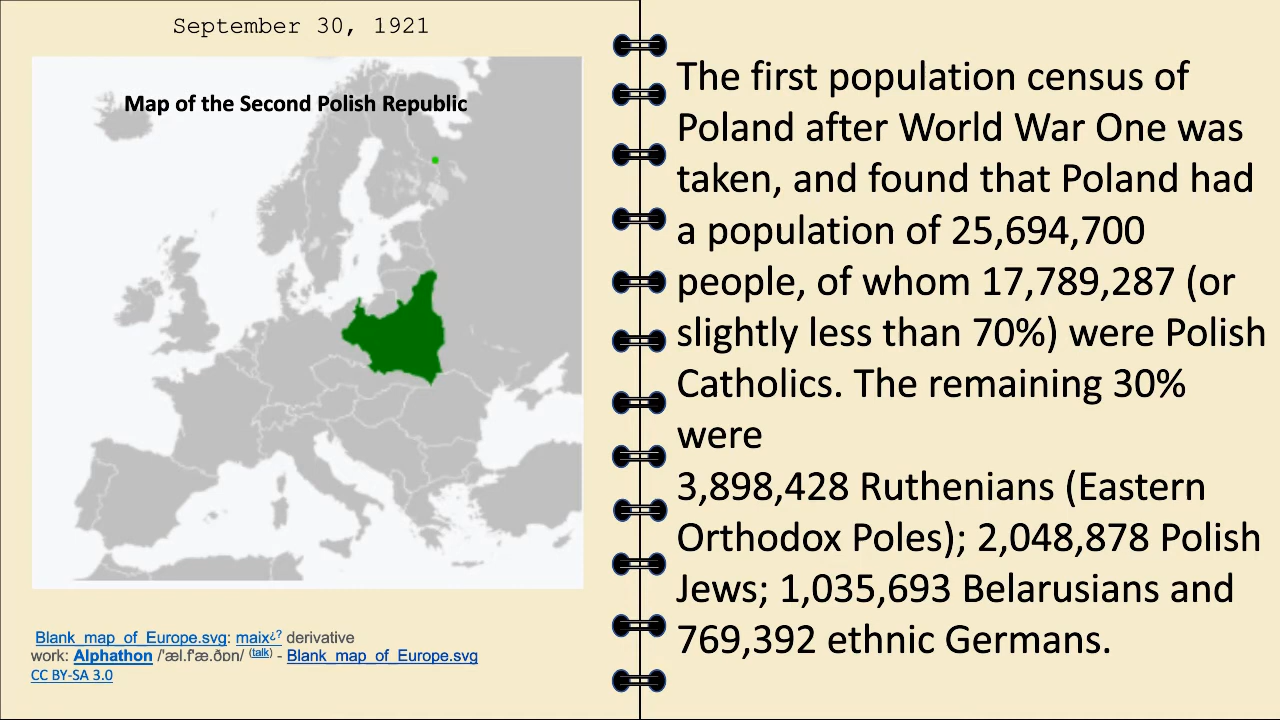 September 30, 1921
Map of the Second Polish Republic
Blank_map_of_Europe.svg: maix¿? derivative
work: Alphathon /'æl.f'æ.ðɒn/ (talk) - Blank_map_of_Europe.svg
CC BY-SA 3.0
The first population census of
Poland after World War One was
taken, and found that Poland had
a population of 25,694,700
people, of whom 17,789,287 (or
slightly less than 70%) were Polish
Catholics. The remaining 30%
were
3,898,428 Ruthenians (Eastern
Orthodox Poles); 2,048,878 Polish
Jews; 1,035,693 Belarusians and
769,392 ethnic Germans.